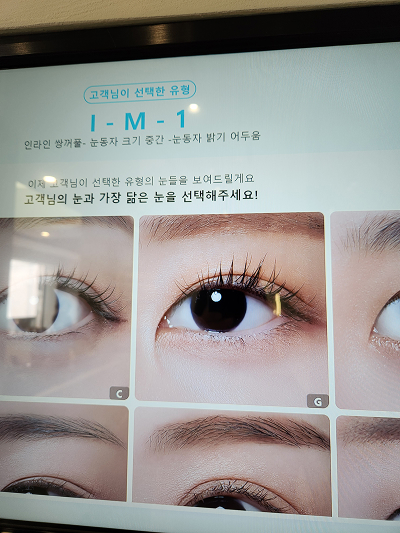 고객님이 선택한 유형
I - M - 1
인라인 쌍꺼풀- 눈동자 크기 중간 -눈동자 밝기 어두움
이제 고객님이 선택한 유형의 눈들을 보여드릴게요
고객님의 눈과 가장 닮은 눈을 선택해주세요!
C
G